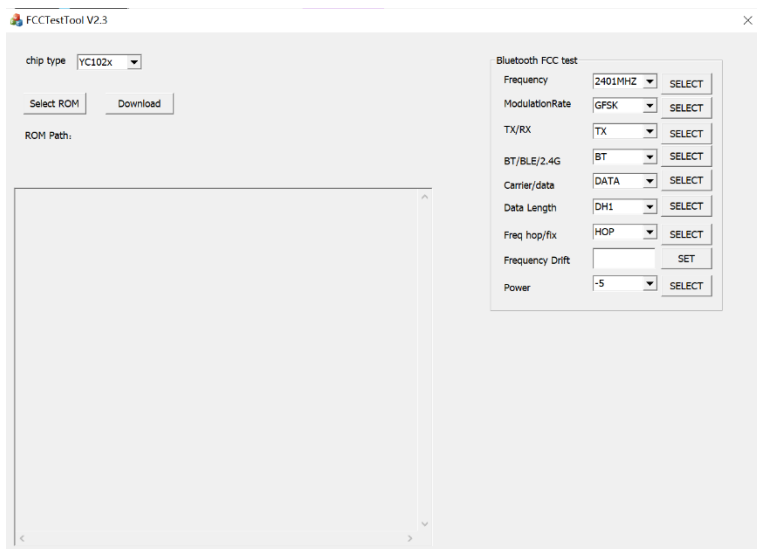 FCCTestTool V2.3
chip type YC102x
Select ROM Download
ROM Path:
Bluetooth FCC test
Frequency 2401MHZ SELECT
ModulationRate GFSK SELECT
TX/RX TX SELECT
BT/BLE/2.4G BT SELECT
Carrier/data DATA SELECT
Data Length DH1 SELECT
Freq hop/fix HOP SELECT
Frequency Drift SET
Power -5 SELECT